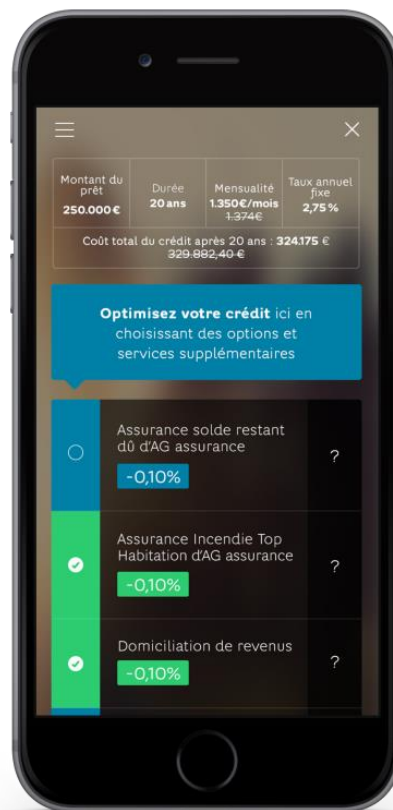 Montant du prêt
250.000 €
Durée
20 ans
Mensualité
1.350€/mois
1.374€
Taux annuel fixe
2,75 %
Coût total du crédit après 20 ans : 324.175 €
329.882,40 €
Optimisez votre crédit ici en
choisissant des options et
services supplémentaires
Assurance solde restant
dû d'AG assurance
-0,10%
?
Assurance Incendie Top
Habitation d'AG assurance
-0,10%
?
Domiciliation de revenus
-0,10%
?